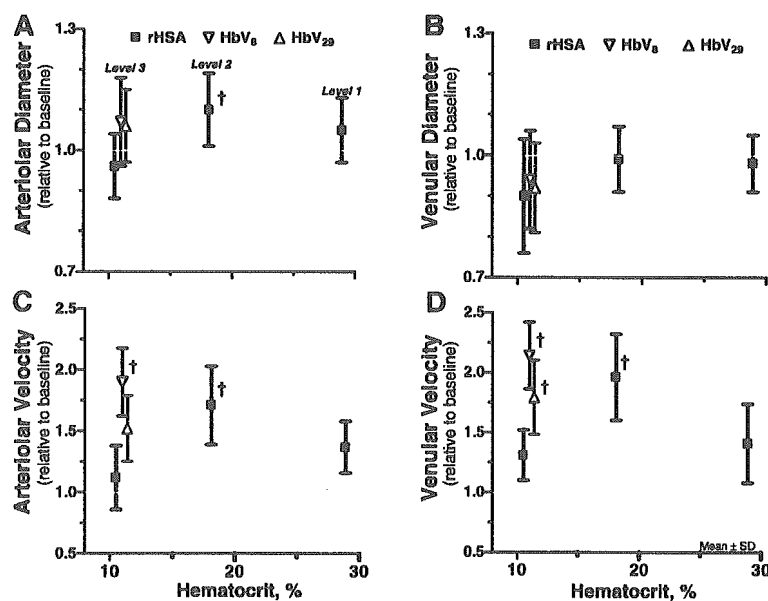 A
■ rHSA ▽ HbV₈ △ HbV₂₉
1.3
1.0
0.7
Arteriolar Diameter
(relative to baseline)
Level 3
Level 2
Level 1
†
B
■ rHSA ▽ HbV₈ △ HbV₂₉
1.3
1.0
0.7
Venular Diameter
(relative to baseline)
C
2.5
2.0
1.5
1.0
0.5
Arteriolar Velocity
(relative to baseline)
†
†
10 20 30
Hematocrit, %
D
2.5
2.0
1.5
1.0
0.5
Venular Velocity
(relative to baseline)
†
†
†
Mean ± SD
10 20 30
Hematocrit, %